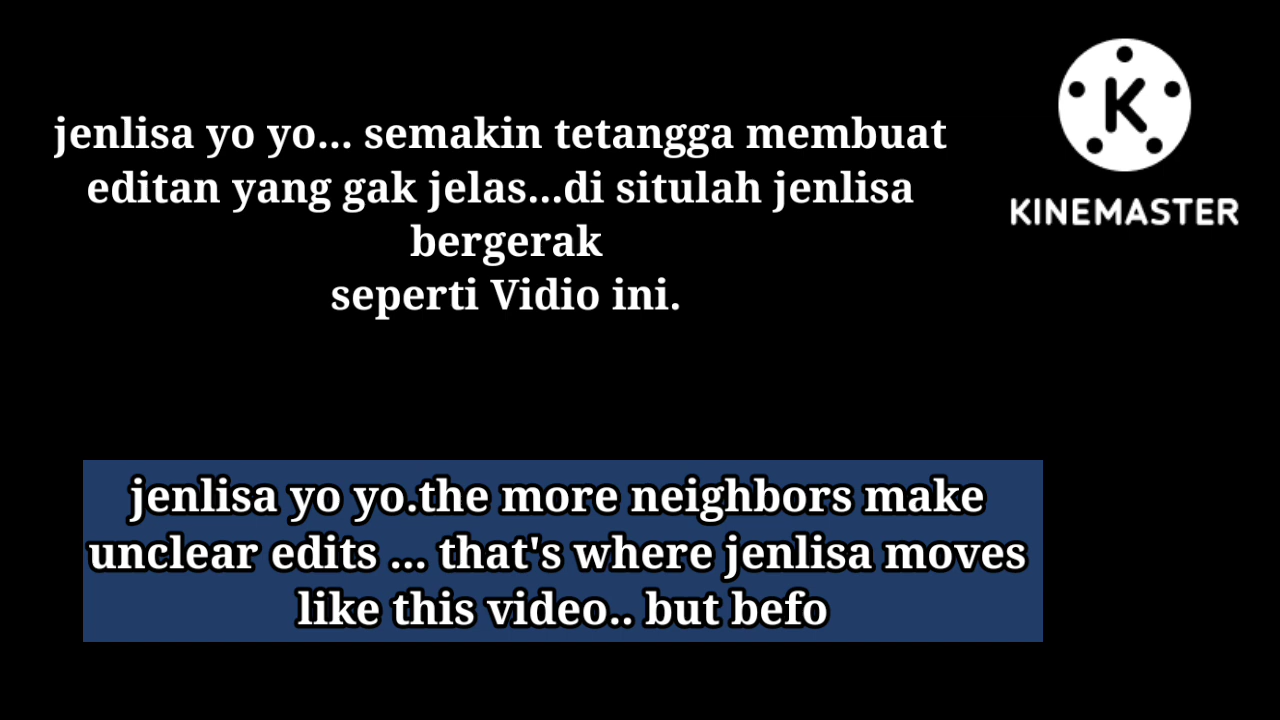 jenlisa yo yo... semakin tetangga membuat
editan yang gak jelas...di situlah jenlisa
bergerak
seperti Vidio ini.
K
KINEMASTER
jenlisa yo yo.the more neighbors make
unclear edits ... that's where jenlisa moves
like this video.. but befo